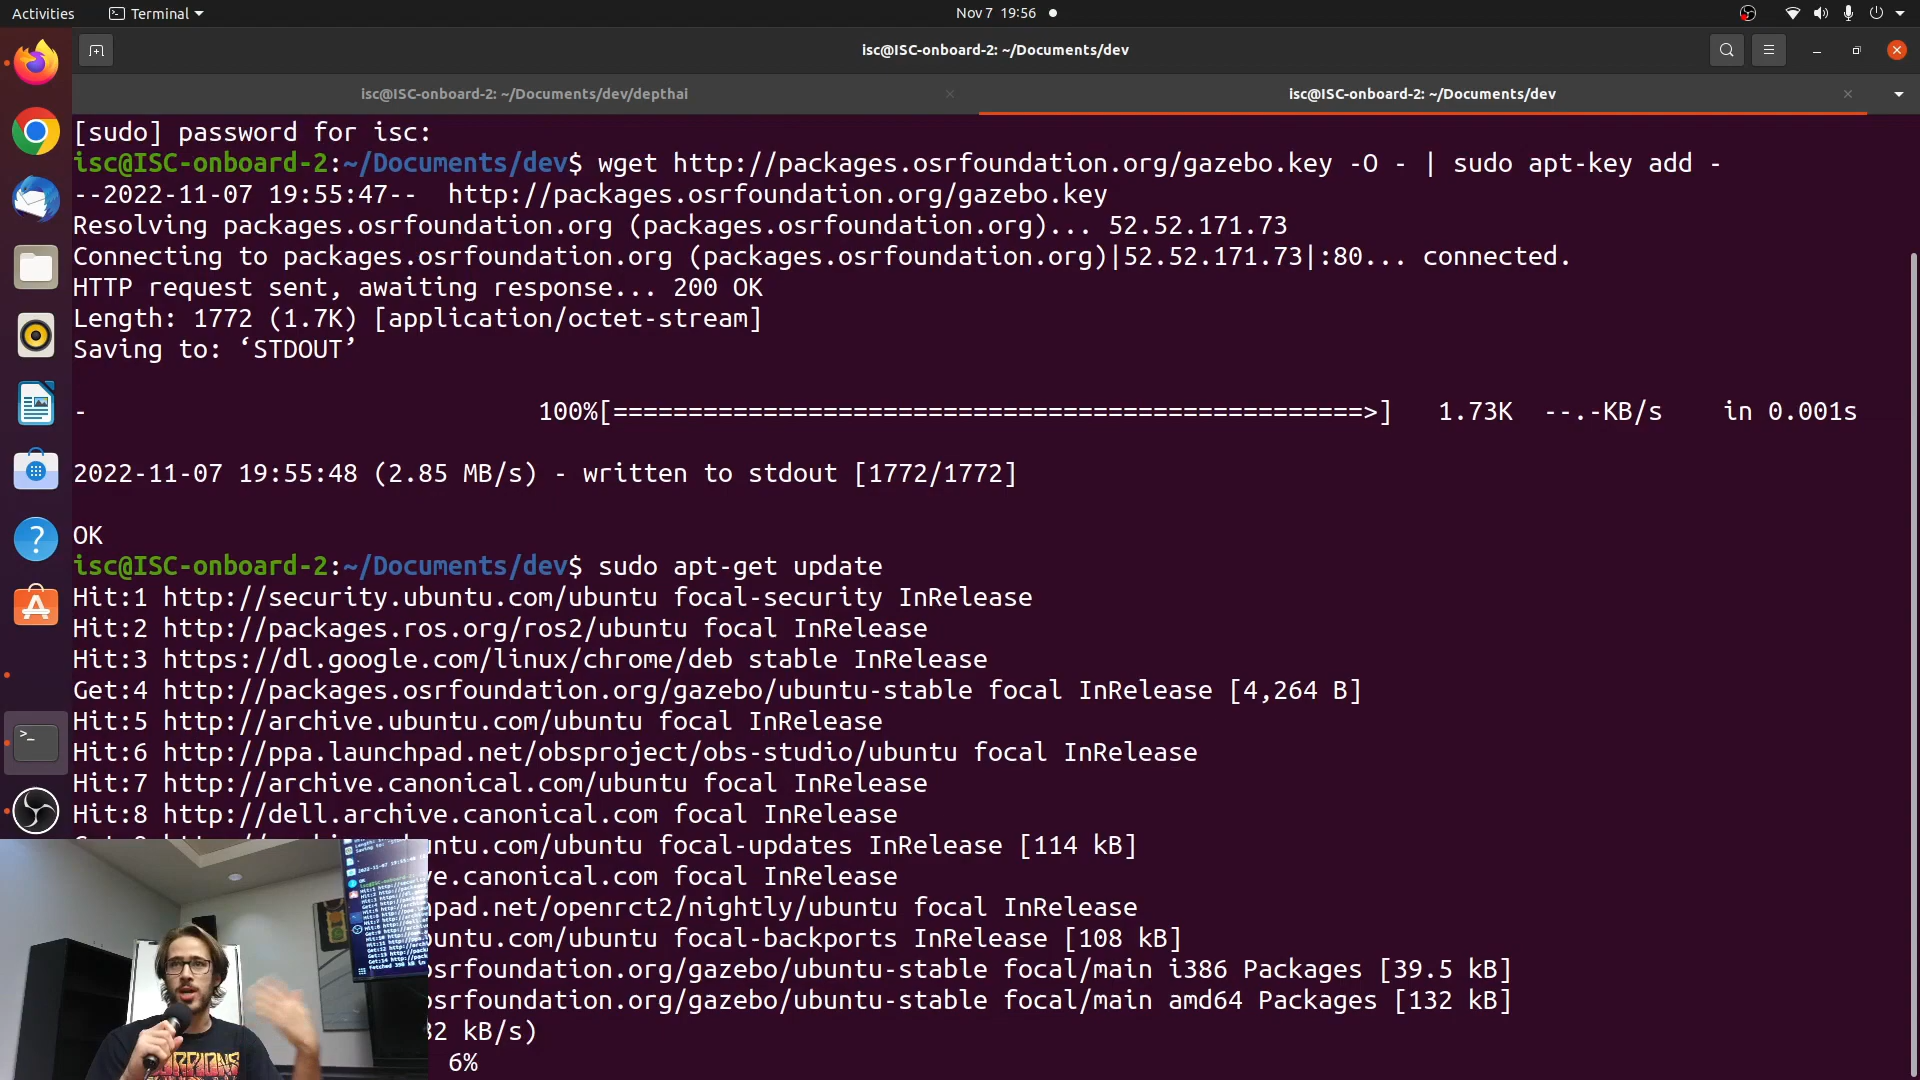 Activities
Terminal
Nov 7 19:56
isc@ISC-onboard-2: ~/Documents/dev
isc@ISC-onboard-2: ~/Documents/dev/depthai
isc@ISC-onboard-2: ~/Documents/dev
[sudo] password for isc:
isc@ISC-onboard-2:~/Documents/dev$ wget http://packages.osrfoundation.org/gazebo.key -O - | sudo apt-key add -
--2022-11-07 19:55:47-- http://packages.osrfoundation.org/gazebo.key
Resolving packages.osrfoundation.org (packages.osrfoundation.org)... 52.52.171.73
Connecting to packages.osrfoundation.org (packages.osrfoundation.org)|52.52.171.73|:80... connected.
HTTP request sent, awaiting response... 200 OK
Length: 1772 (1.7K) [application/octet-stream]
Saving to: ‘STDOUT’
- 100%[==================================================>] 1.73K --.-KB/s in 0.001s
2022-11-07 19:55:48 (2.85 MB/s) - written to stdout [1772/1772]
OK
isc@ISC-onboard-2:~/Documents/dev$ sudo apt-get update
Hit:1 http://security.ubuntu.com/ubuntu focal-security InRelease
Hit:2 http://packages.ros.org/ros2/ubuntu focal InRelease
Hit:3 https://dl.google.com/linux/chrome/deb stable InRelease
Get:4 http://packages.osrfoundation.org/gazebo/ubuntu-stable focal InRelease [4,264 B]
Hit:5 http://archive.ubuntu.com/ubuntu focal InRelease
Hit:6 http://ppa.launchpad.net/obsproject/obs-studio/ubuntu focal InRelease
Hit:7 http://archive.canonical.com/ubuntu focal InRelease
Hit:8 http://dell.archive.canonical.com focal InRelease
ntu.com/ubuntu focal-updates InRelease [114 kB]
e.canonical.com focal InRelease
pad.net/openrct2/nightly/ubuntu focal InRelease
untu.com/ubuntu focal-backports InRelease [108 kB]
osrfoundation.org/gazebo/ubuntu-stable focal/main i386 Packages [39.5 kB]
osrfoundation.org/gazebo/ubuntu-stable focal/main amd64 Packages [132 kB]
32 kB/s)
6%